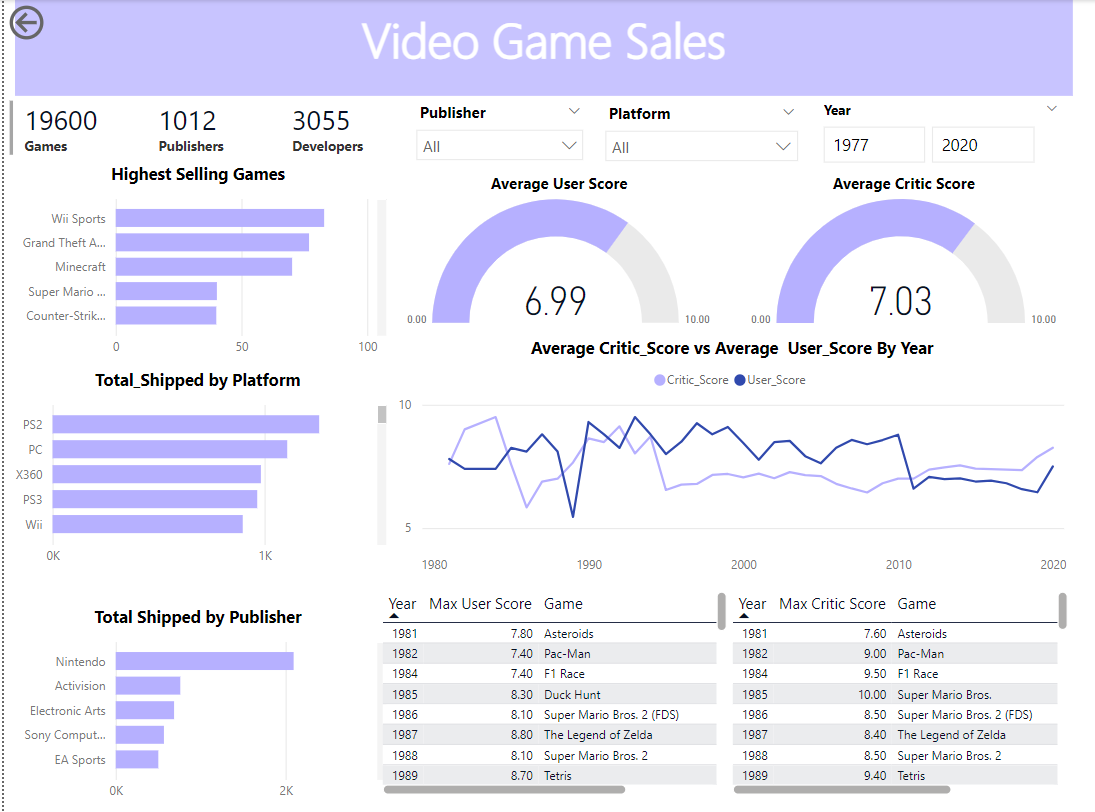 Video Game Sales
19600
Games
1012
Publishers
3055
Developers
Publisher
All
Platform
All
Year
1977
2020
Highest Selling Games
Wii Sports
Grand Theft A...
Minecraft
Super Mario ...
Counter-Strik...
0 50 100
Average User Score
6.99
0.00 10.00
Average Critic Score
7.03
0.00 10.00
Total_Shipped by Platform
PS2
PC
X360
PS3
Wii
0K 1K
Average Critic_Score vs Average User_Score By Year
Critic_Score User_Score
10
5
1980 1990 2000 2010 2020
Total Shipped by Publisher
Nintendo
Activision
Electronic Arts
Sony Comput...
EA Sports
0K 2K
Year Max User Score Game
1981 7.80 Asteroids
1982 7.40 Pac-Man
1984 7.40 F1 Race
1985 8.30 Duck Hunt
1986 8.10 Super Mario Bros. 2 (FDS)
1987 8.80 The Legend of Zelda
1988 8.10 Super Mario Bros. 2
1989 8.70 Tetris
Year Max Critic Score Game
1981 7.60 Asteroids
1982 9.00 Pac-Man
1984 9.50 F1 Race
1985 10.00 Super Mario Bros.
1986 8.50 Super Mario Bros. 2 (FDS)
1987 8.40 The Legend of Zelda
1988 8.50 Super Mario Bros. 2
1989 9.40 Tetris